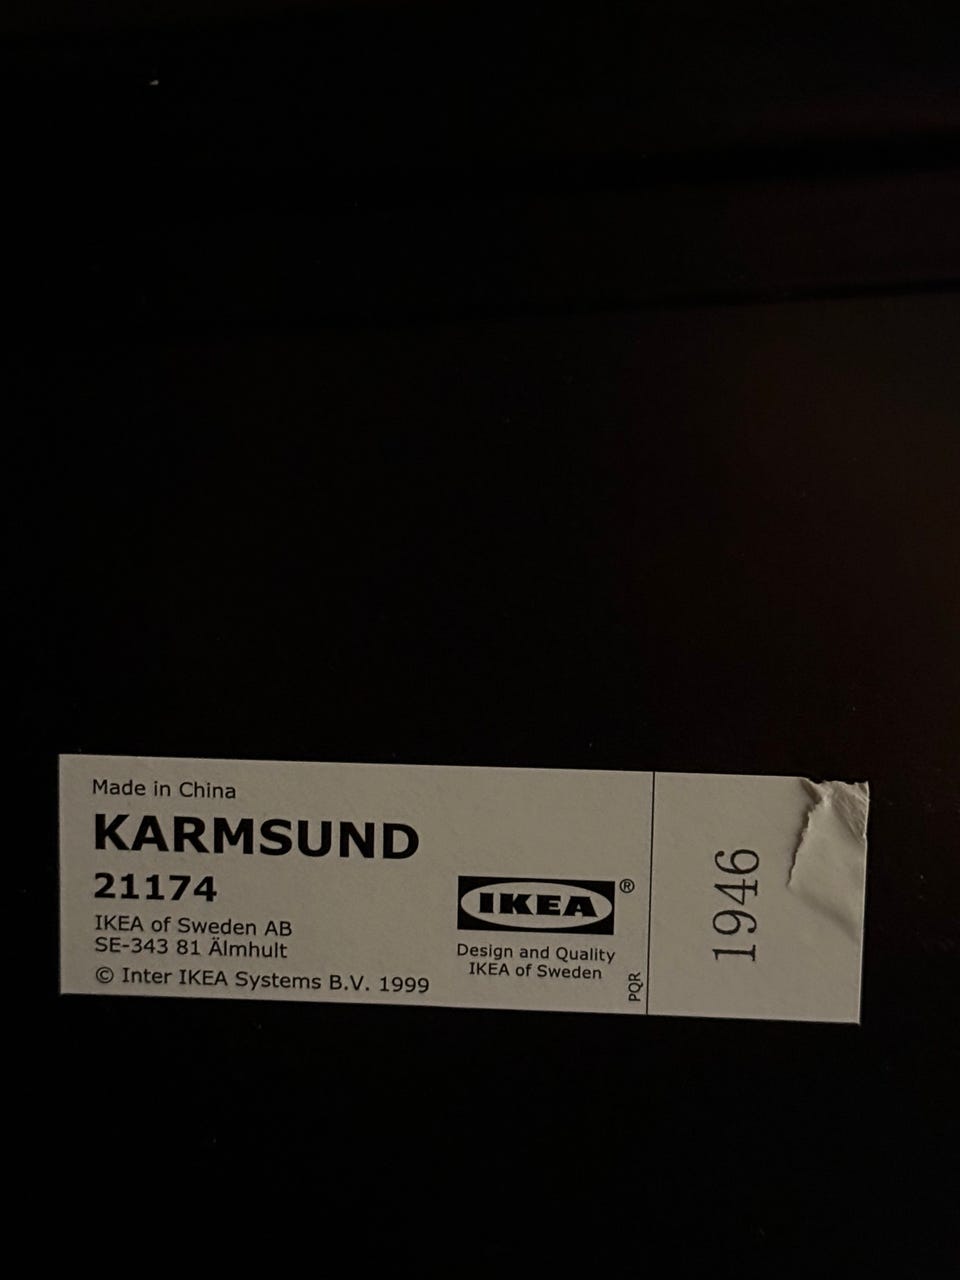 Made in China
KARMSUND
21174
IKEA of Sweden AB
SE-343 81 Älmhult
© Inter IKEA Systems B.V. 1999
IKEA®
Design and Quality
IKEA of Sweden
PQR
1946